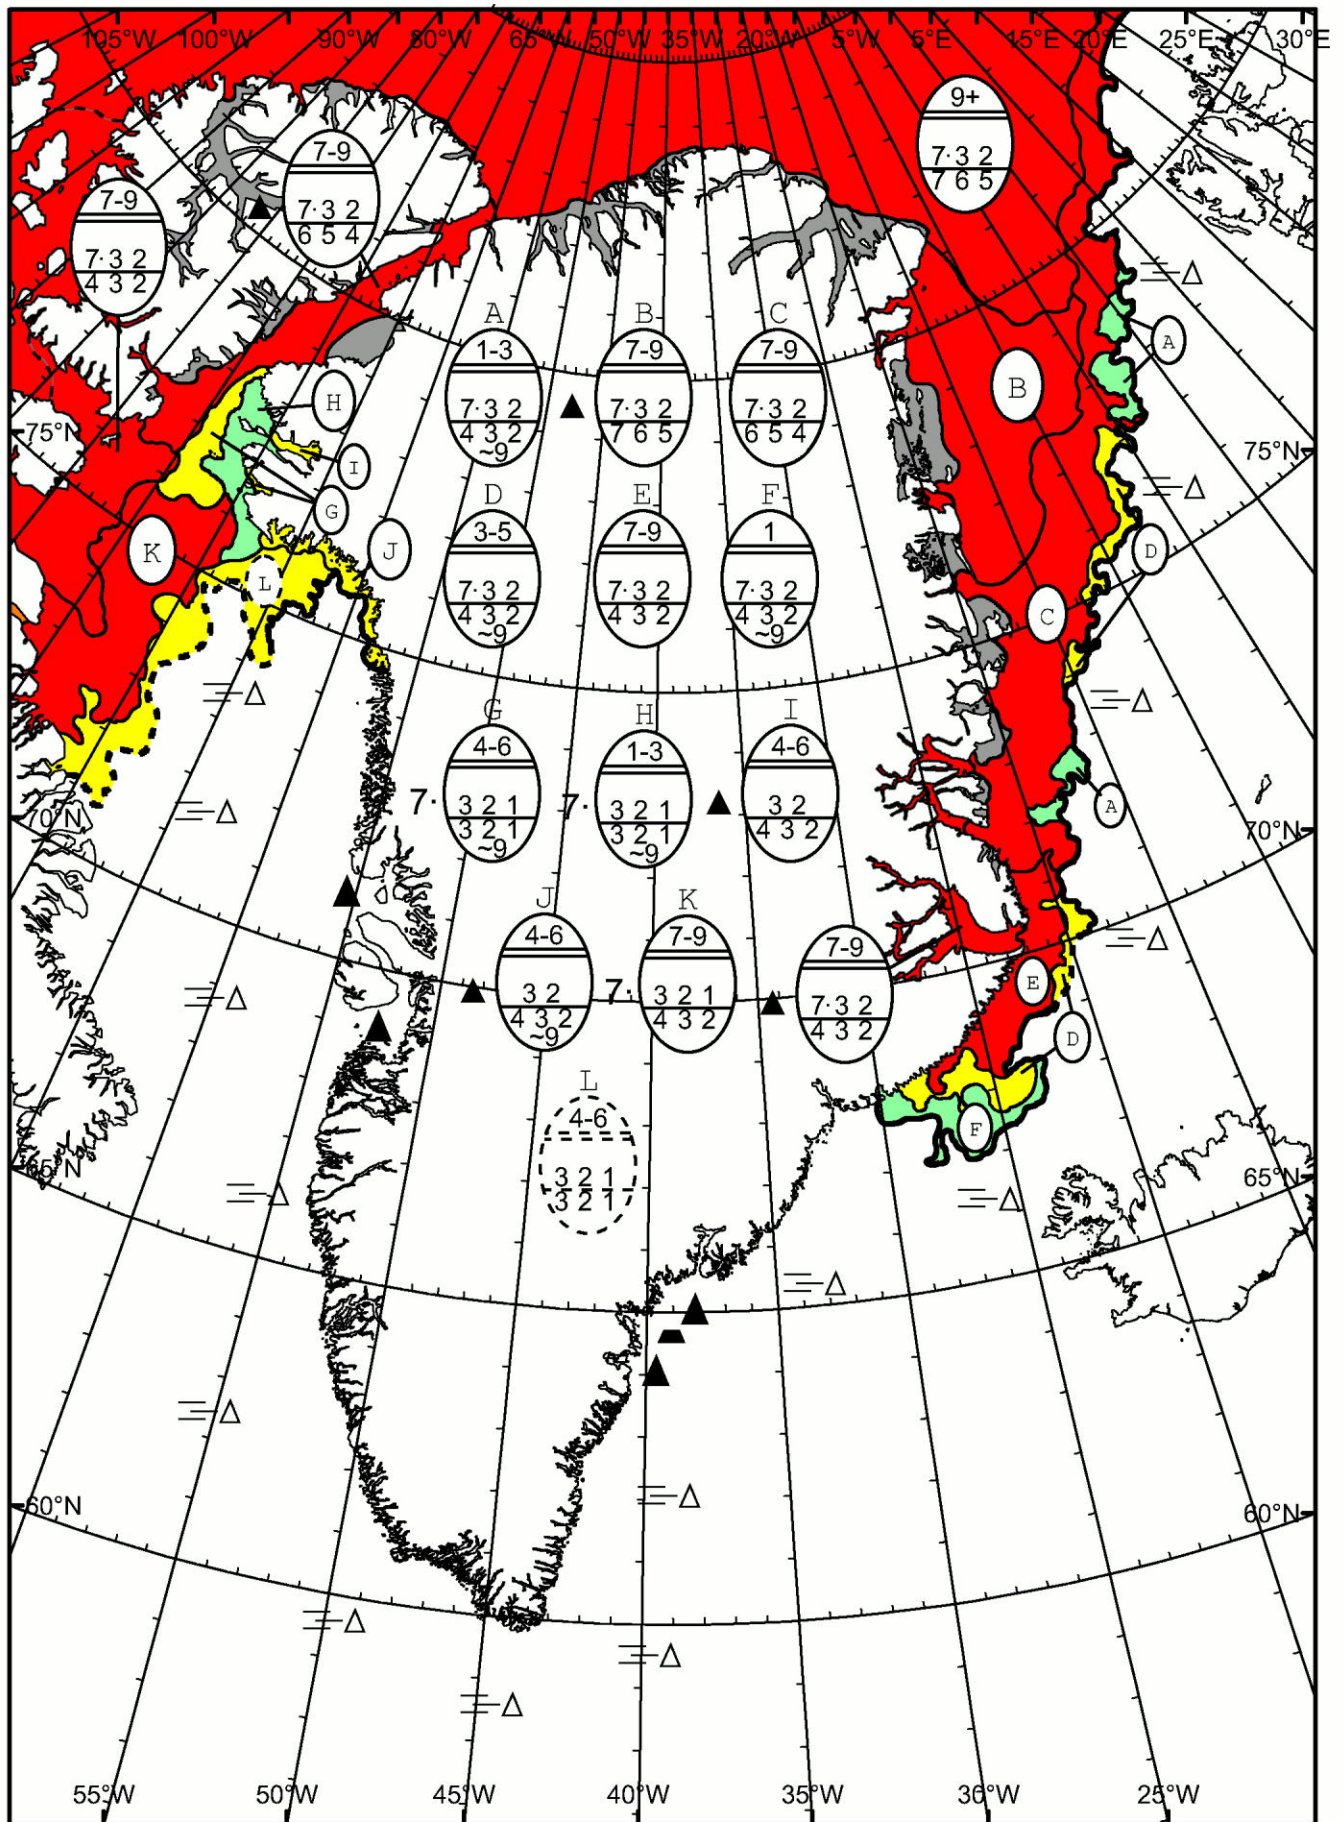 105°W 100°W 90°W 80°W 65°W 50°W 35°W 20°W 5°W 5°E 15°E 20°E 25°E 30°E
9+
7·3 2
7 6 5
7-9
7·3 2
6 5 4
7-9
7·3 2
4 3 2
A B C
1-3 7-9 7-9
7·3 2 7·3 2 7·3 2
4 3 2 7 6 5 6 5 4
~9
A
B
H
75°N 75°N
I
G
D E F
3-5 7-9 1
7·3 2 7·3 2 7·3 2
4 3 2 4 3 2 4 3 2
~9 ~9
K J D
L
C
G H I
4-6 1-3 4-6
7· 3 2 1 7· 3 2 1 3 2
3 2 1 3 2 1 4 3 2
~9 ~9
A
70°N 70°N
J K
4-6 7-9 7-9
3 2 7· 3 2 1 7·3 2
4 3 2 4 3 2 4 3 2
~9
E
D
L
4-6
3 2 1
3 2 1
F
65°N 65°N
60°N 60°N
55°W 50°W 45°W 40°W 35°W 30°W 25°W